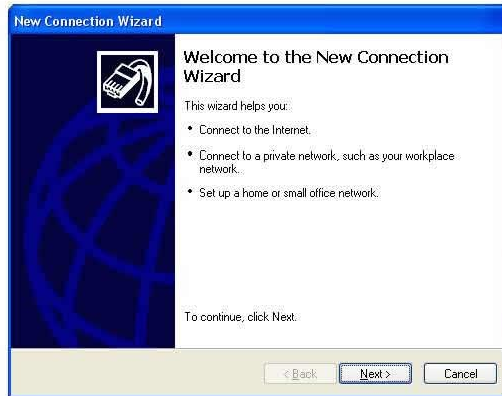 New Connection Wizard
Welcome to the New Connection
Wizard
This wizard helps you:
• Connect to the Internet.
• Connect to a private network, such as your workplace
network.
• Set up a home or small office network.
To continue, click Next.
< Back
Next >
Cancel